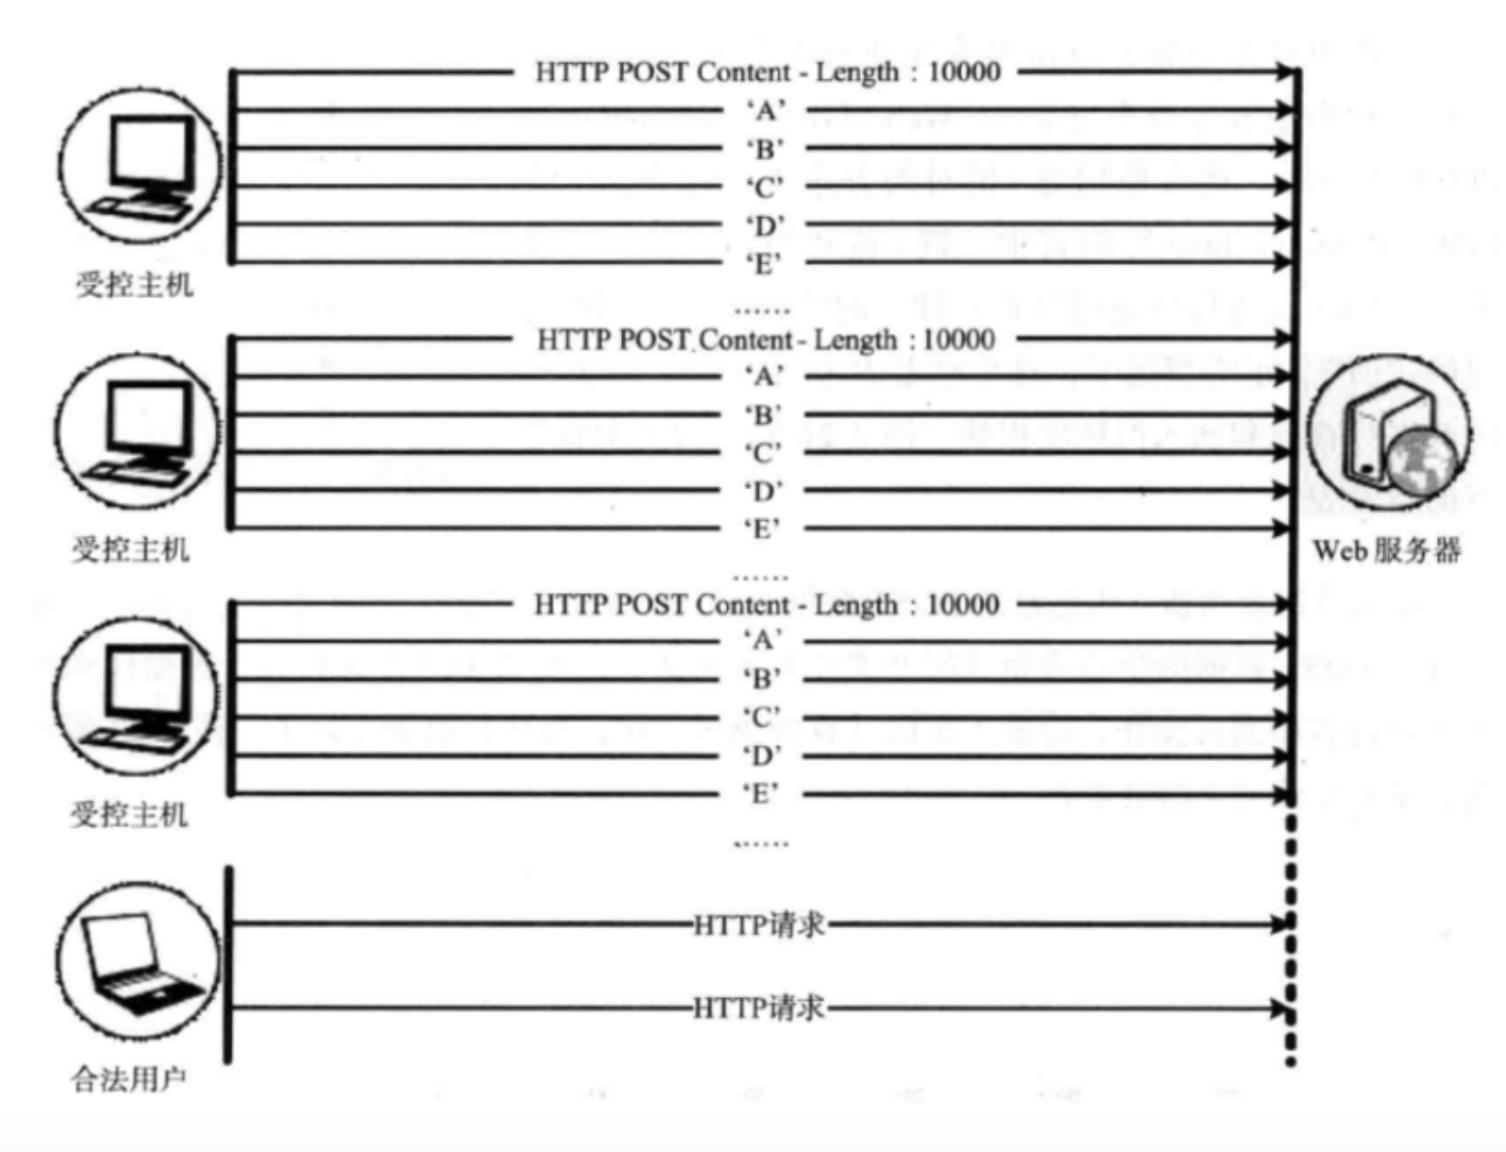 HTTP POST Content - Length : 10000
‘A’
‘B’
‘C’
‘D’
‘E’
受控主机
……
HTTP POST Content - Length : 10000
‘A’
‘B’
‘C’
‘D’
‘E’
受控主机
Web 服务器
……
HTTP POST Content - Length : 10000
‘A’
‘B’
‘C’
‘D’
‘E’
受控主机
……
HTTP请求
HTTP请求
合法用户